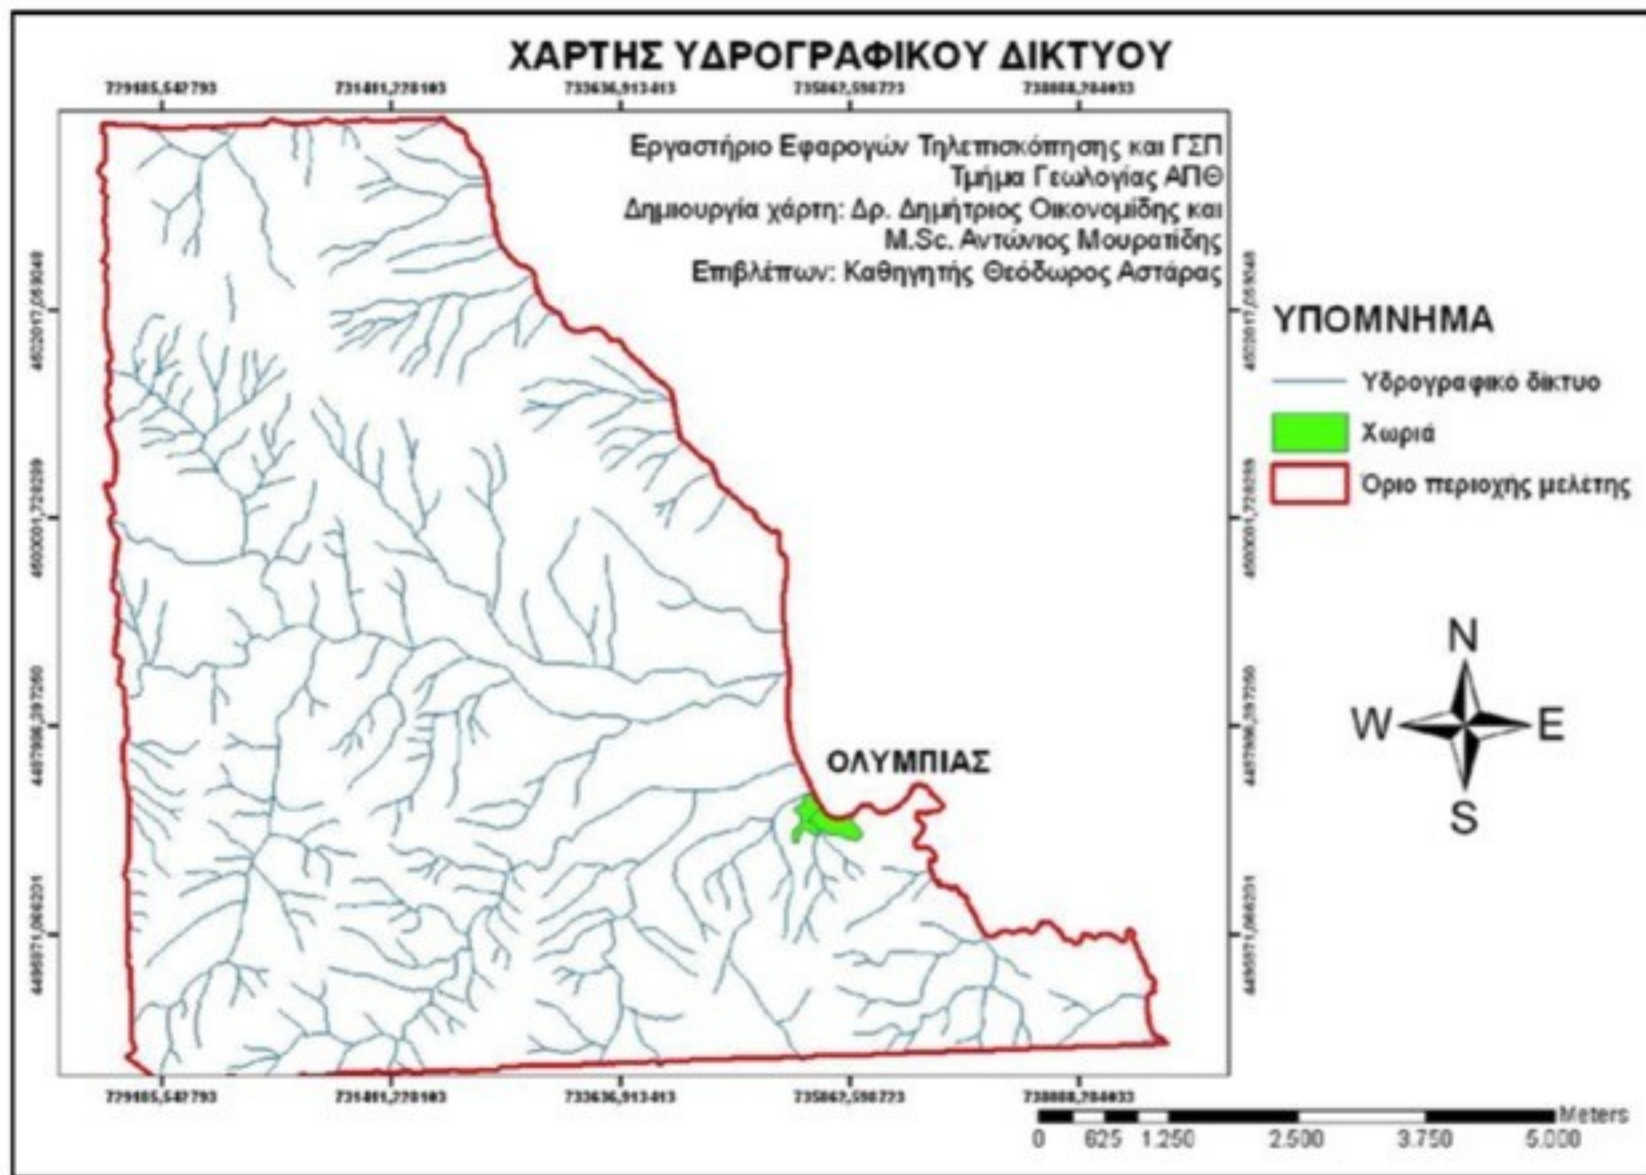 ΧΑΡΤΗΣ ΥΔΡΟΓΡΑΦΙΚΟΥ ΔΙΚΤΥΟΥ
Εργαστήριο Εφαρογών Τηλεπισκόπησης και ΓΣΠ
Τμήμα Γεωλογίας ΑΠΘ
Δημιουργία χάρτη: Δρ. Δημήτριος Οικονομίδης και
M.Sc. Αντώνιος Μουρατίδης
Επιβλέπων: Καθηγητής Θεόδωρος Αστάρας
ΥΠΟΜΝΗΜΑ
Υδρογραφικό δίκτυο
Χωριά
Όριο περιοχής μελέτης
N
W
E
S
ΟΛΥΜΠΙΑΣ
Meters
0 625 1.250 2.500 3.750 5.000